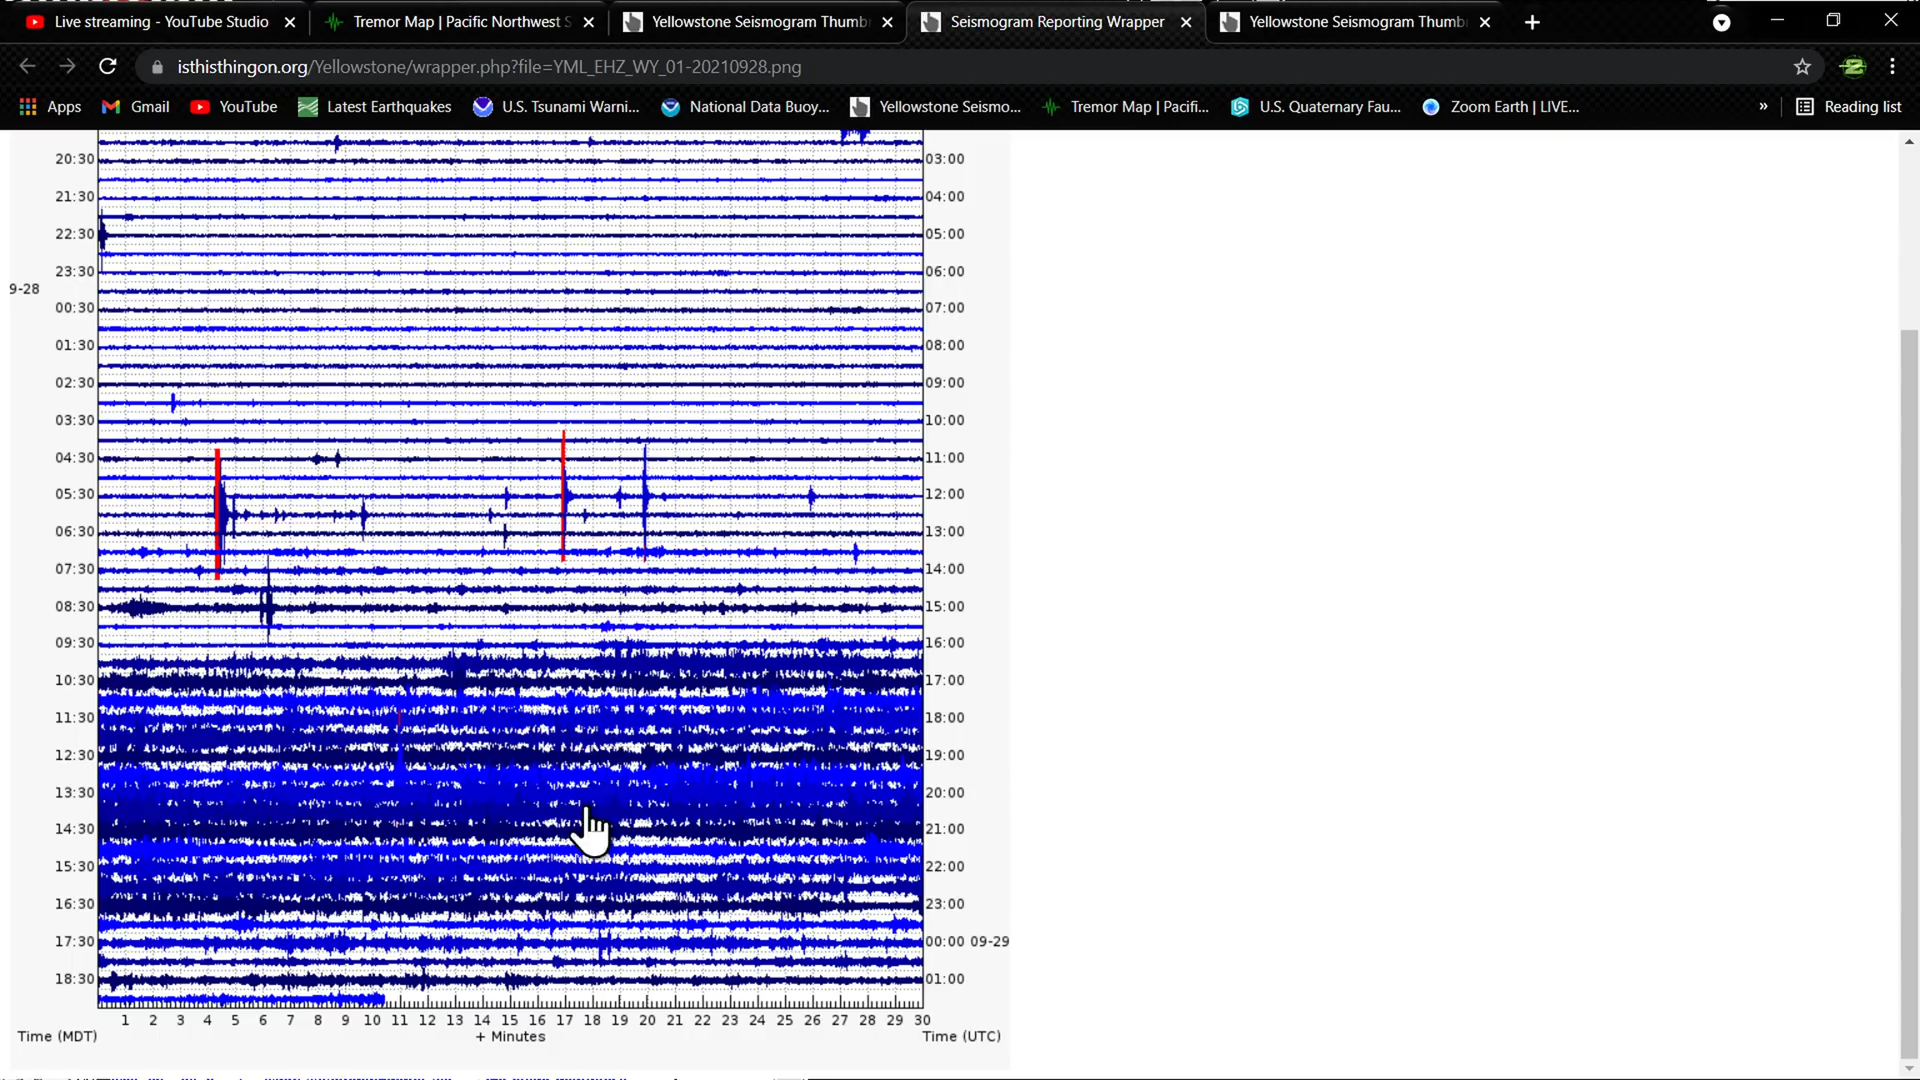 Live streaming - YouTube Studio
Tremor Map | Pacific Northwest S
Yellowstone Seismogram Thumb
Seismogram Reporting Wrapper
Yellowstone Seismogram Thumb
isthisthingon.org/Yellowstone/wrapper.php?file=YML_EHZ_WY_01-20210928.png
Apps
Gmail
YouTube
Latest Earthquakes
U.S. Tsunami Warni...
National Data Buoy...
Yellowstone Seismo...
Tremor Map | Pacifi...
U.S. Quaternary Fau...
Zoom Earth | LIVE...
»
Reading list
20:30 03:00
21:30 04:00
22:30 05:00
23:30 06:00
9-28
00:30 07:00
01:30 08:00
02:30 09:00
03:30 10:00
04:30 11:00
05:30 12:00
06:30 13:00
07:30 14:00
08:30 15:00
09:30 16:00
10:30 17:00
11:30 18:00
12:30 19:00
13:30 20:00
14:30 21:00
15:30 22:00
16:30 23:00
17:30 00:00 09-29
18:30 01:00
1 2 3 4 5 6 7 8 9 10 11 12 13 14 15 16 17 18 19 20 21 22 23 24 25 26 27 28 29 30
Time (MDT) + Minutes Time (UTC)